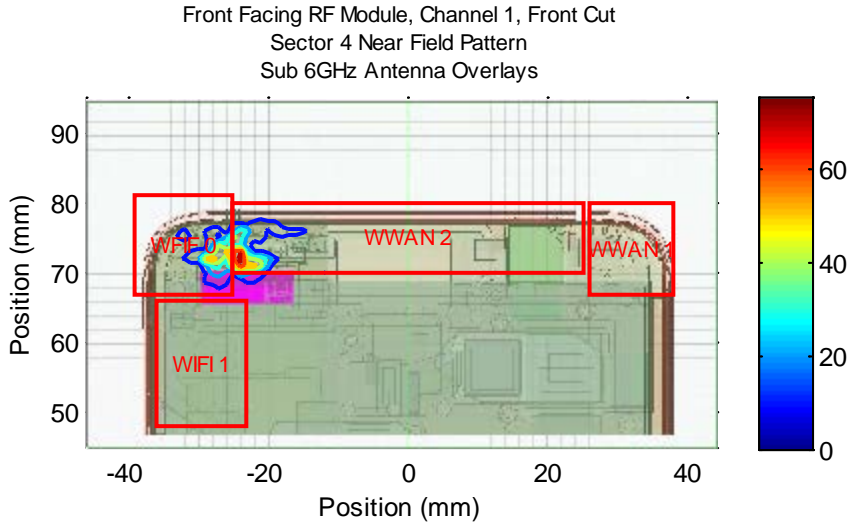 Front Facing RF Module, Channel 1, Front Cut
Sector 4 Near Field Pattern
Sub 6GHz Antenna Overlays
90
80
70
60
50
-40
-20
0
20
40
Position (mm)
Position (mm)
WIFI 0
WWAN 2
WWAN 1
WIFI 1
60
40
20
0